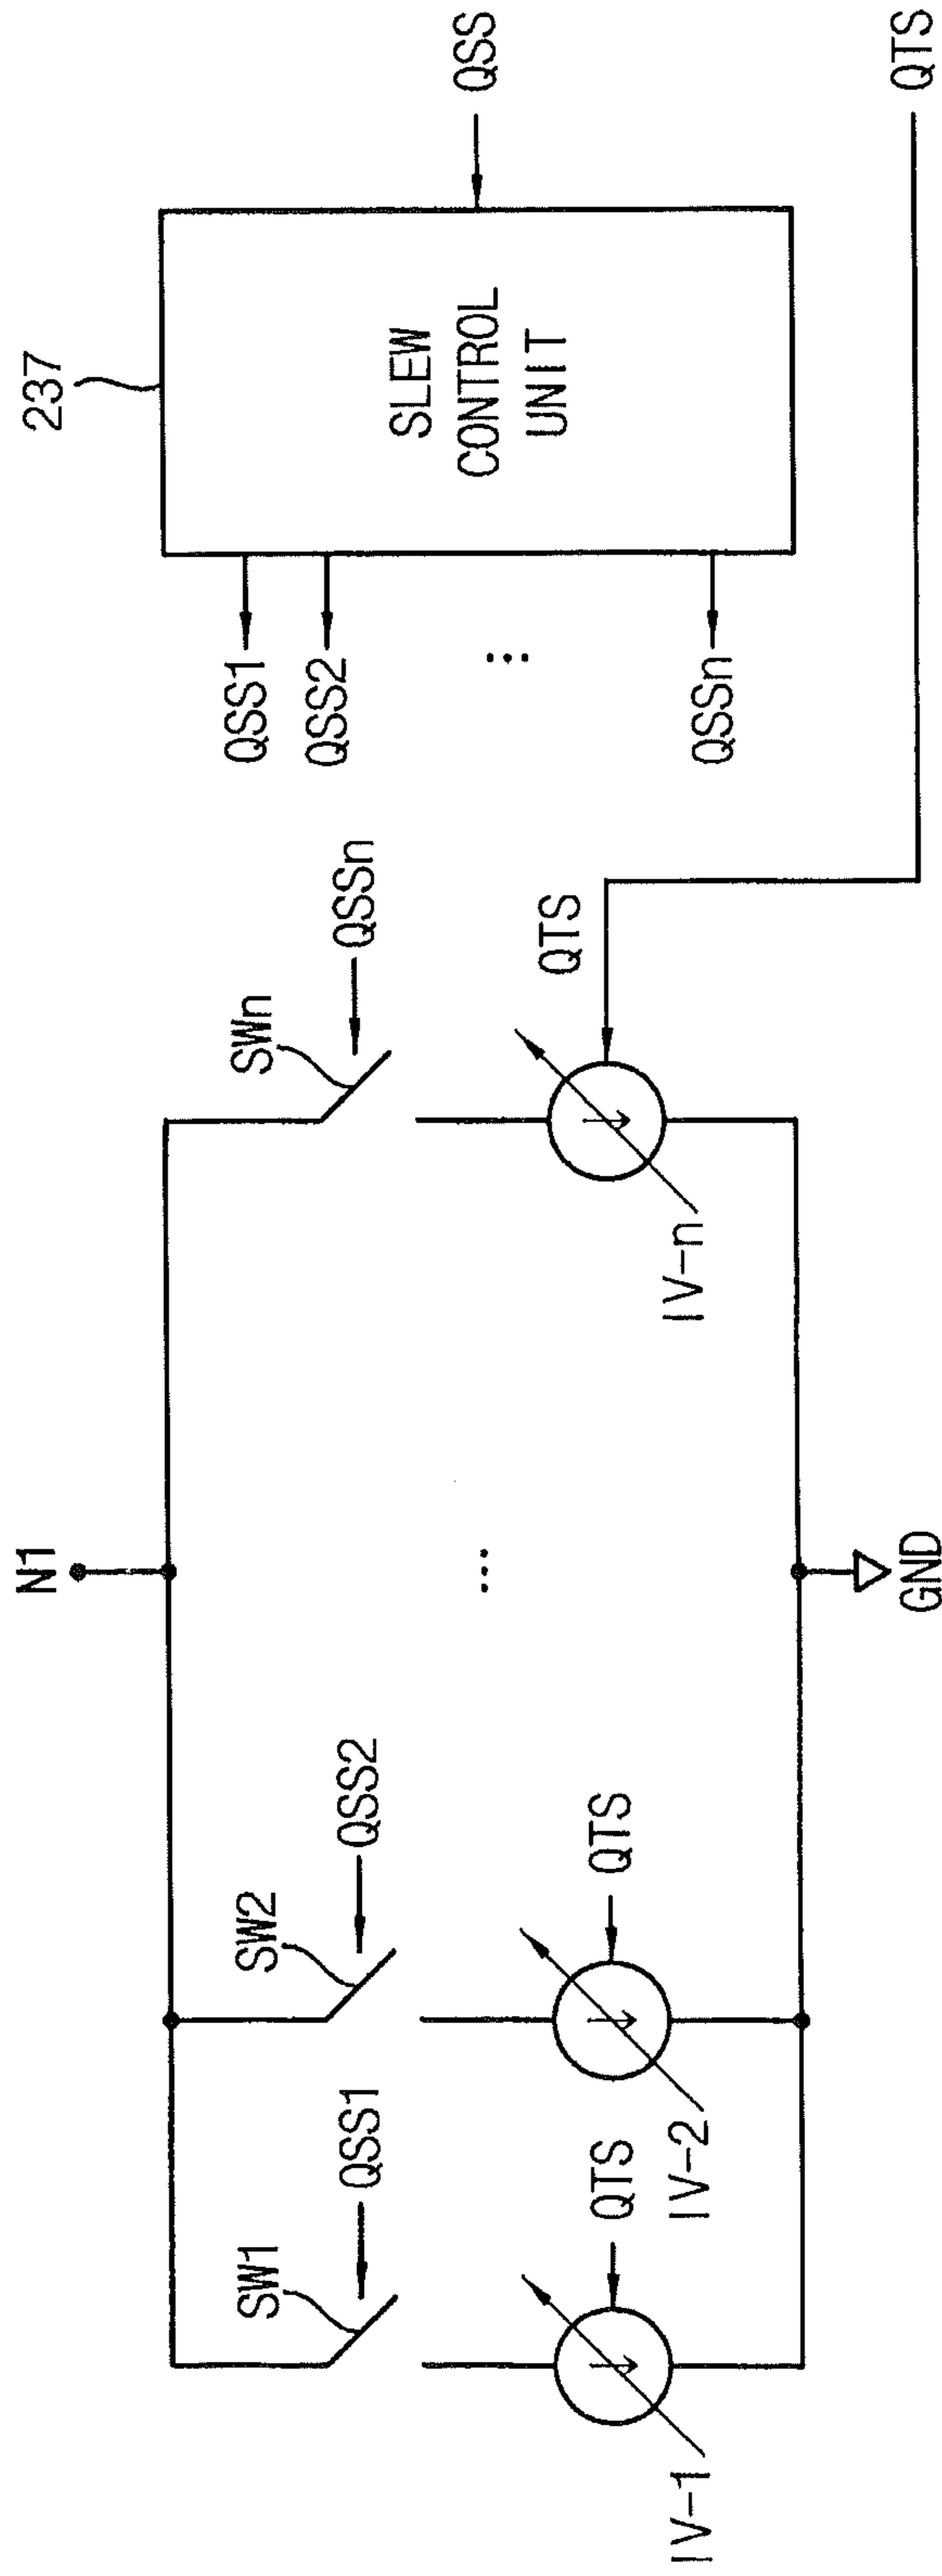 N1
SW1
QSS1
SW2
QSS2
SWn
QSSn
QTS
QTS
QTS
IV-1
IV-2
IV-n
GND
237
SLEW
CONTROL
UNIT
QSS1
QSS2
⋮
QSSn
QSS
QTS
...